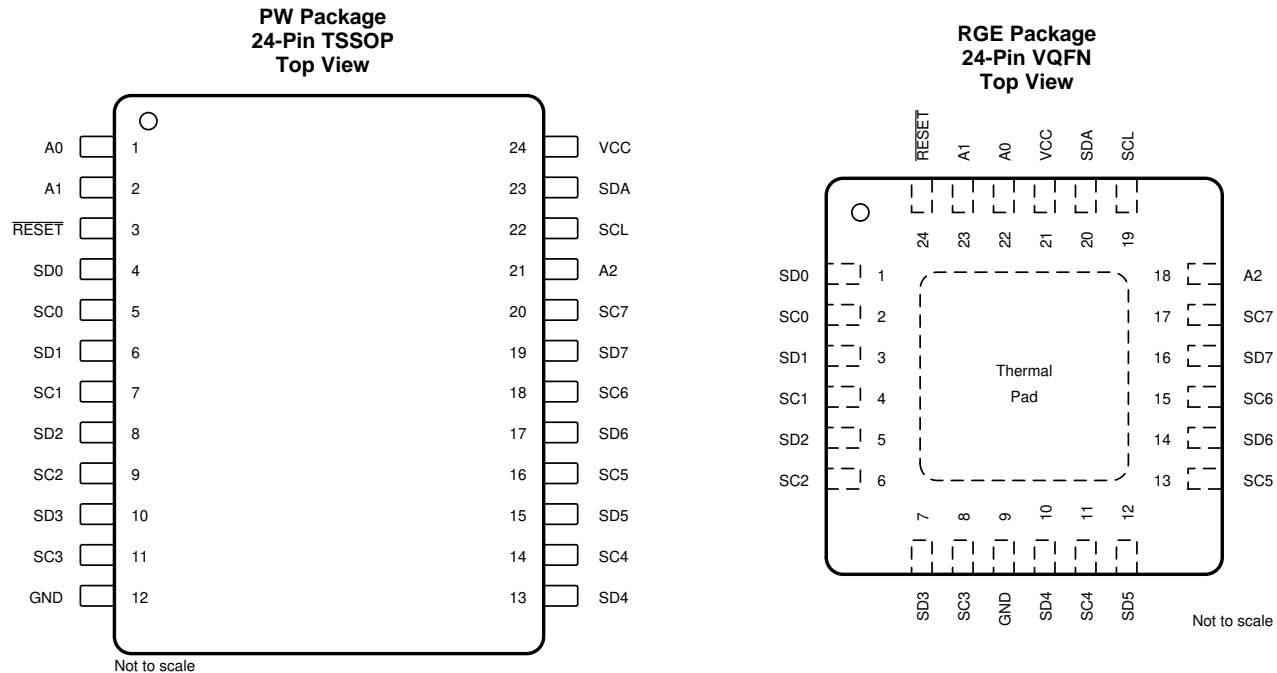 PW Package
24-Pin TSSOP
Top View
A0 1 24 VCC
A1 2 23 SDA
RESET 3 22 SCL
SD0 4 21 A2
SC0 5 20 SC7
SD1 6 19 SD7
SC1 7 18 SC6
SD2 8 17 SD6
SC2 9 16 SC5
SD3 10 15 SD5
SC3 11 14 SC4
GND 12 13 SD4
Not to scale
RGE Package
24-Pin VQFN
Top View
RESET A1 A0 VCC SDA SCL
24 23 22 21 20 19
SD0 1 18 A2
SC0 2 17 SC7
SD1 3 16 SD7
SC1 4 15 SC6
SD2 5 14 SD6
SC2 6 13 SC5
Thermal
Pad
7 8 9 10 11 12
SD3 SC3 GND SD4 SC4 SD5
Not to scale